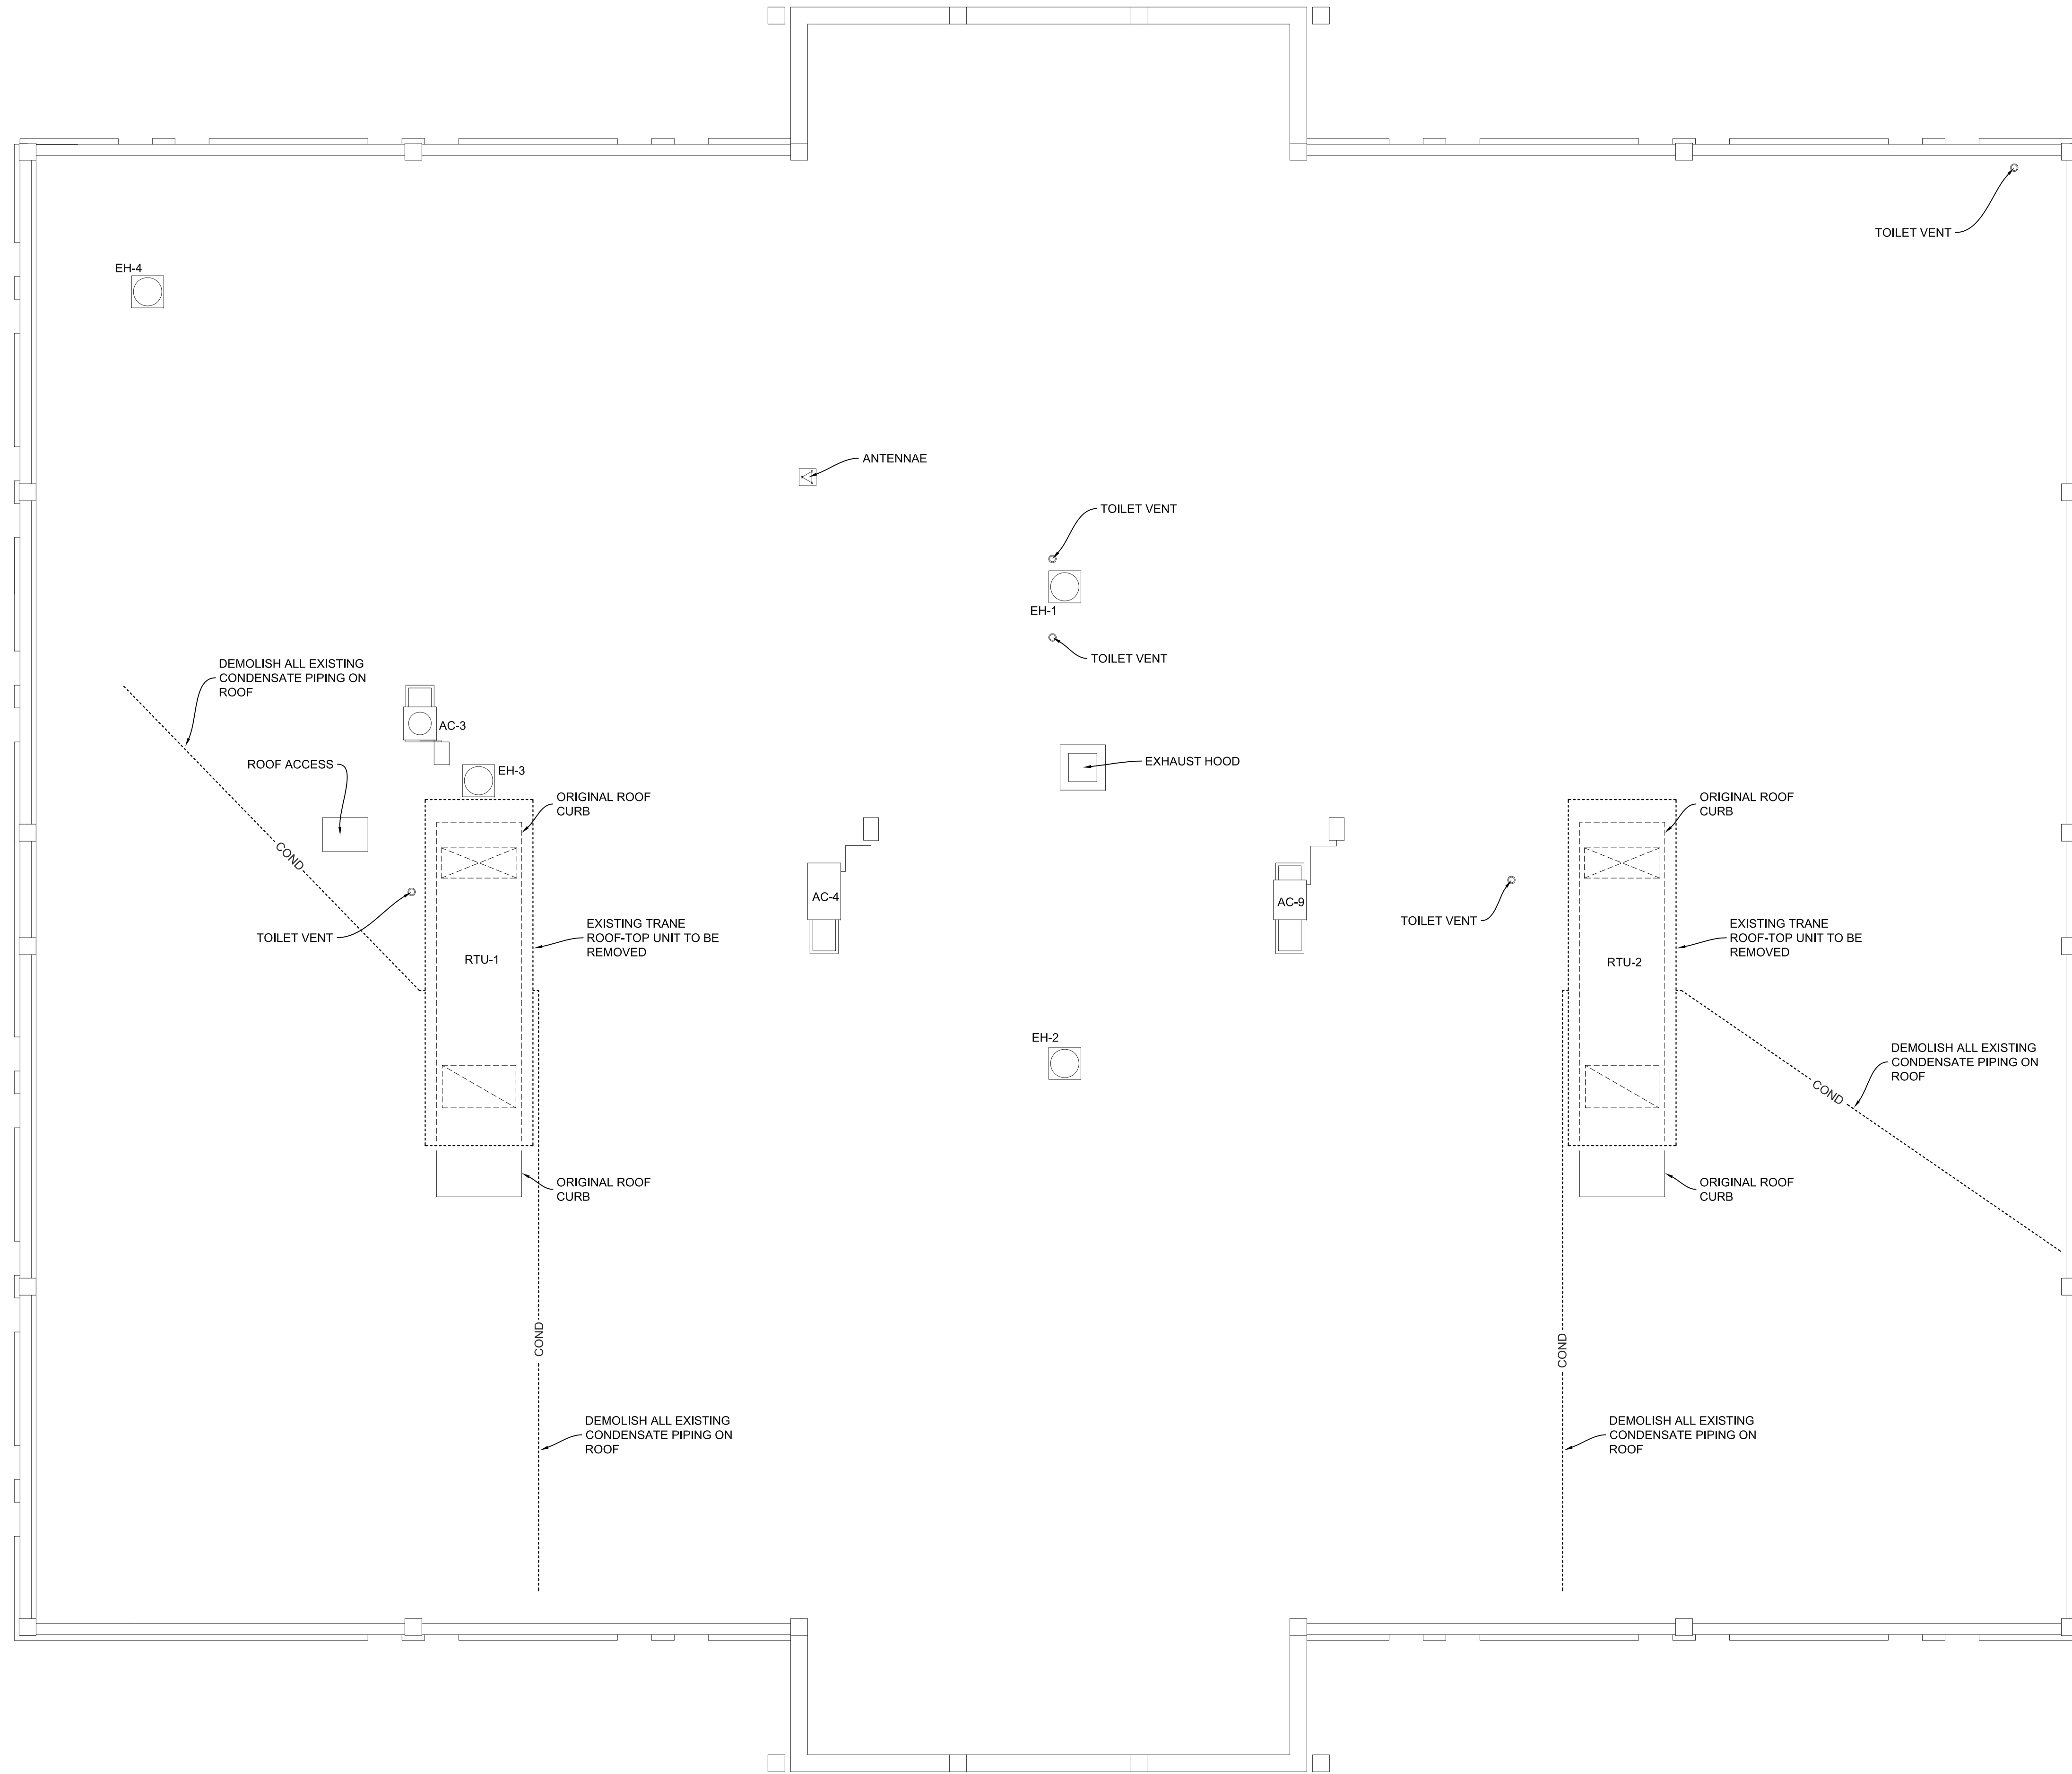 TOILET VENT
EH-4
ANTENNAE
TOILET VENT
EH-1
TOILET VENT
DEMOLISH ALL EXISTING
CONDENSATE PIPING ON
ROOF
AC-3
ROOF ACCESS
EH-3
EXHAUST HOOD
ORIGINAL ROOF
CURB
ORIGINAL ROOF
CURB
COND
AC-4
AC-9
TOILET VENT
EXISTING TRANE
ROOF-TOP UNIT TO BE
REMOVED
TOILET VENT
EXISTING TRANE
ROOF-TOP UNIT TO BE
REMOVED
RTU-1
RTU-2
EH-2
DEMOLISH ALL EXISTING
CONDENSATE PIPING ON
ROOF
COND
ORIGINAL ROOF
CURB
ORIGINAL ROOF
CURB
COND
COND
DEMOLISH ALL EXISTING
CONDENSATE PIPING ON
ROOF
DEMOLISH ALL EXISTING
CONDENSATE PIPING ON
ROOF